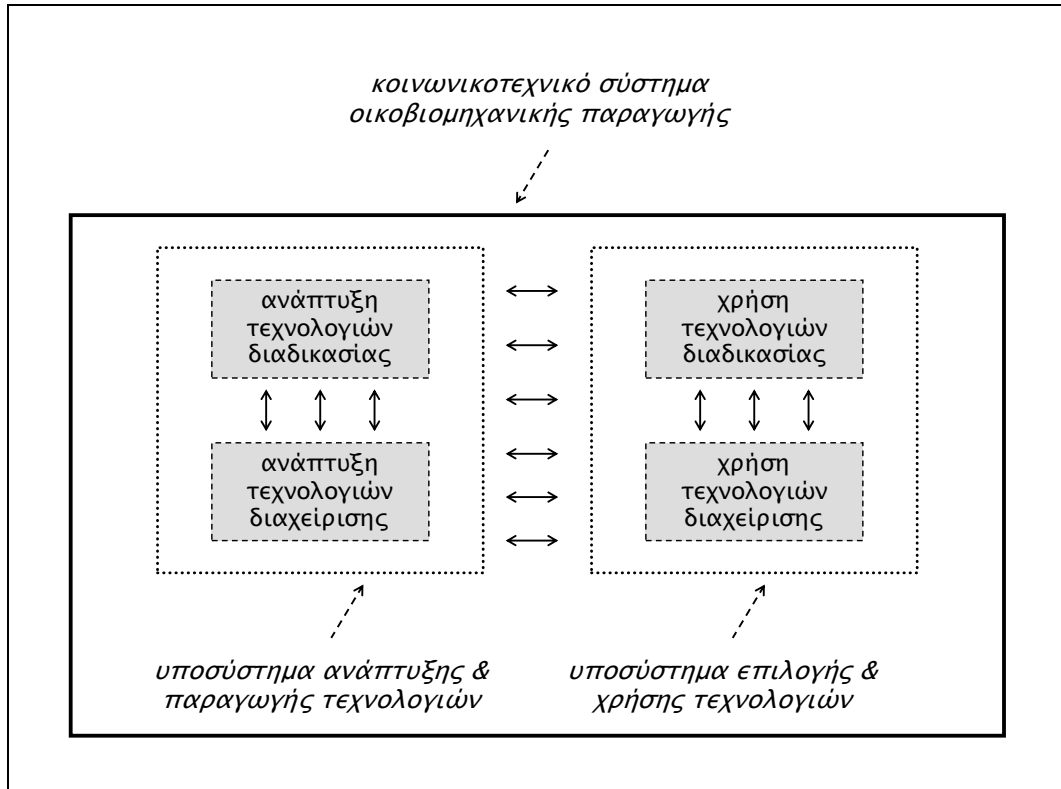 κοινωνικοτεχνικό σύστημα
οικοβιομηχανικής παραγωγής
ανάπτυξη
τεχνολογιών
διαδικασίας
χρήση
τεχνολογιών
διαδικασίας
ανάπτυξη
τεχνολογιών
διαχείρισης
χρήση
τεχνολογιών
διαχείρισης
υποσύστημα ανάπτυξης &
παραγωγής τεχνολογιών
υποσύστημα επιλογής &
χρήσης τεχνολογιών